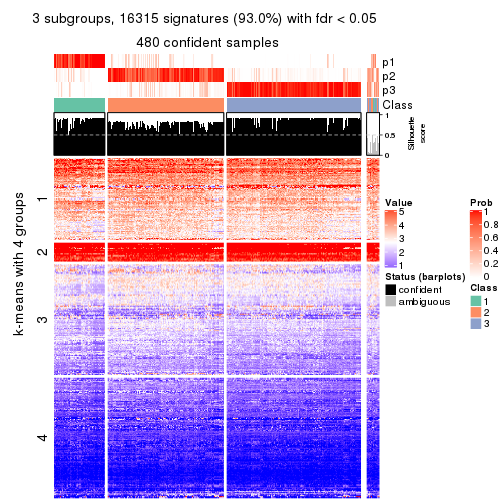 3 subgroups, 16315 signatures (93.0%) with fdr < 0.05
480 confident samples
p1
p2
p3
Class
1
0.5
0
Silhouette
score
k-means with 4 groups
1
2
3
4
Value
5
4
3
2
1
Status (barplots)
confident
ambiguous
Prob
1
0.8
0.6
0.4
0.2
0
Class
1
2
3